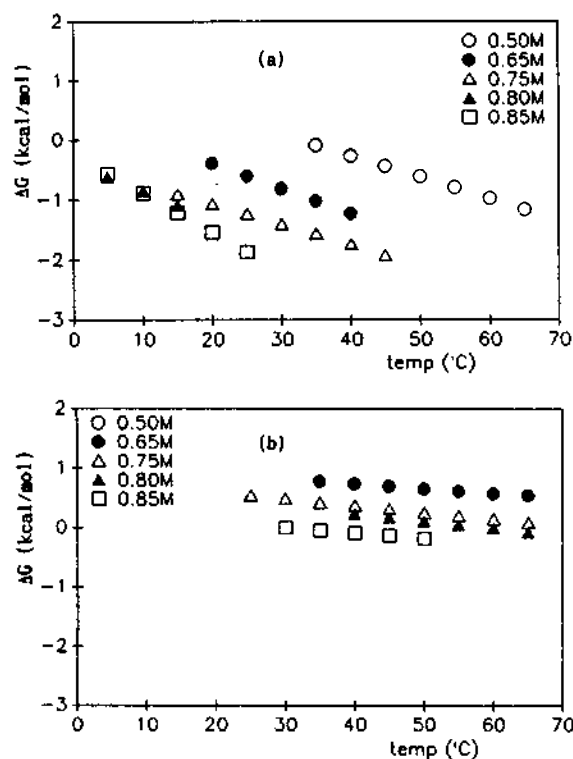 2
1
0
−1
−2
−3
ΔG (kcal/mol)
(a)
○ 0.50M
● 0.65M
△ 0.75M
▲ 0.80M
□ 0.85M
0 10 20 30 40 50 60 70
temp (°C)
2
1
0
−1
−2
−3
ΔG (kcal/mol)
○ 0.50M
● 0.65M
△ 0.75M
▲ 0.80M
□ 0.85M
(b)
0 10 20 30 40 50 60 70
temp (°C)